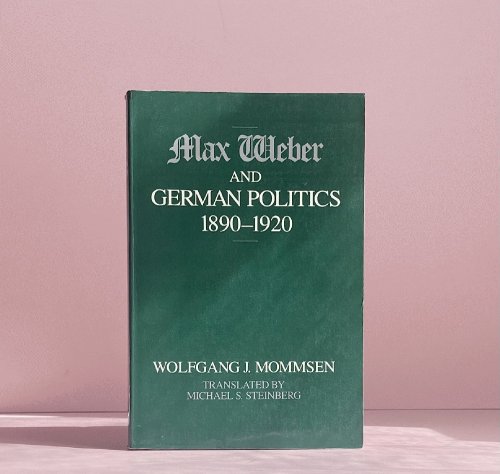 Max Weber
AND
GERMAN POLITICS
1890–1920
WOLFGANG J. MOMMSEN
TRANSLATED BY
MICHAEL S. STEINBERG